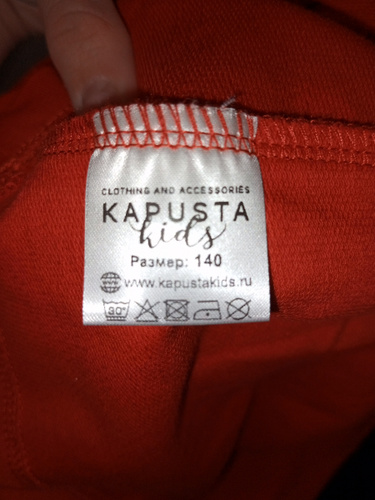 CLOTHING AND ACCESSORIES
KAPUSTA
kids
Размер: 140
www.kapustakids.ru
30°